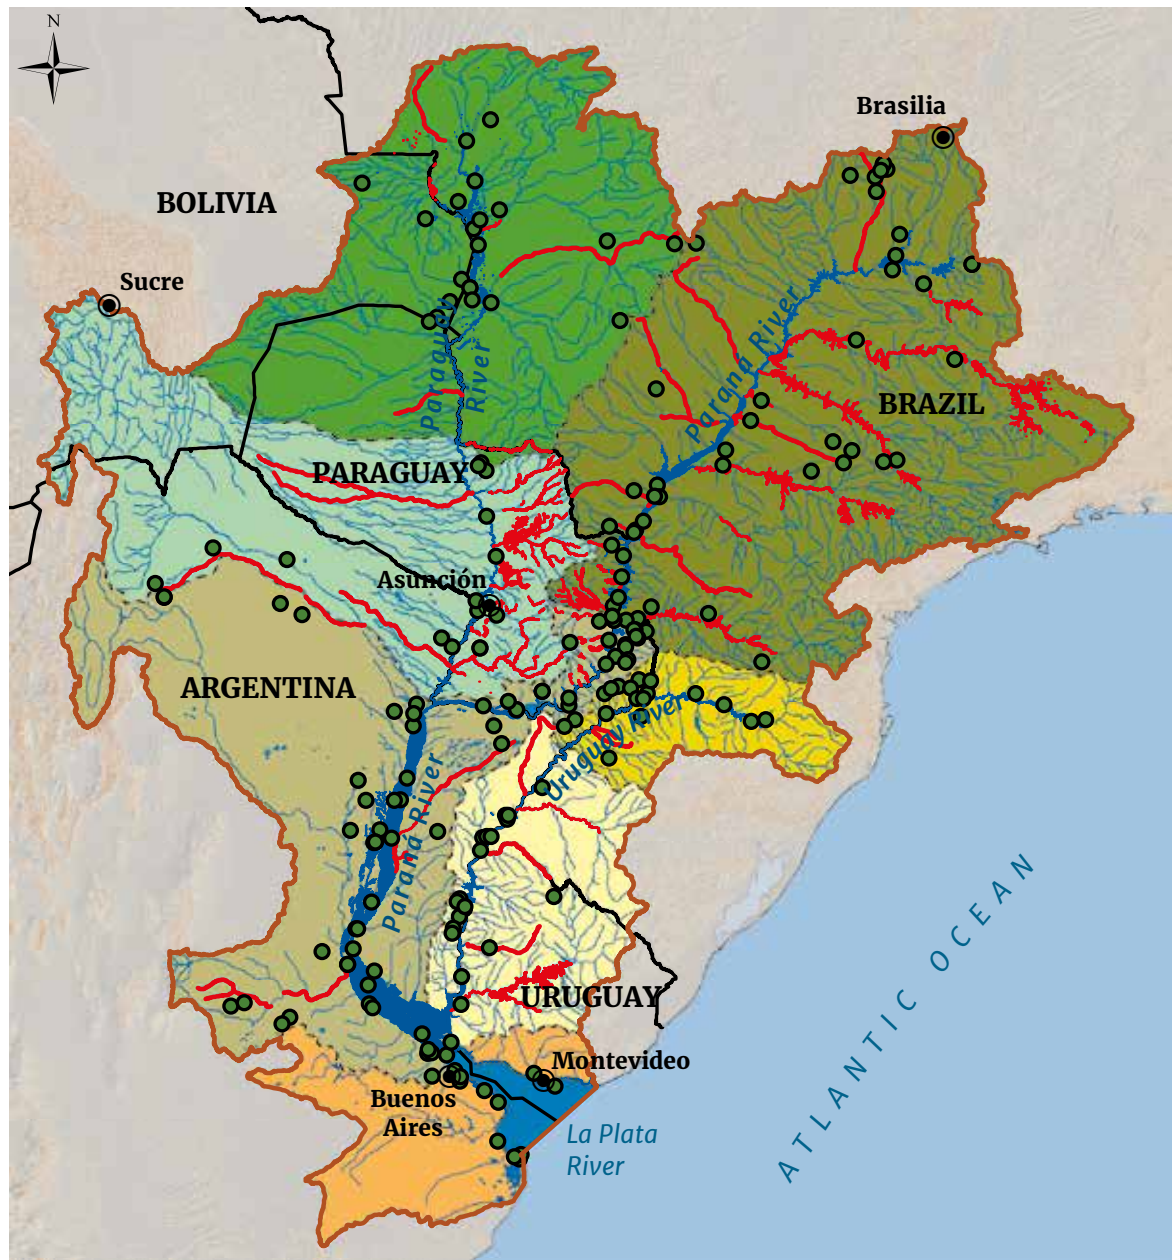 N
Brasilia
BOLIVIA
Sucre
Paraguay
River
Paraná River
BRAZIL
PARAGUAY
Asunción
ARGENTINA
Uruguay River
Paraná River
URUGUAY
Montevideo
Buenos
Aires
La Plata
River
ATLANTIC OCEAN